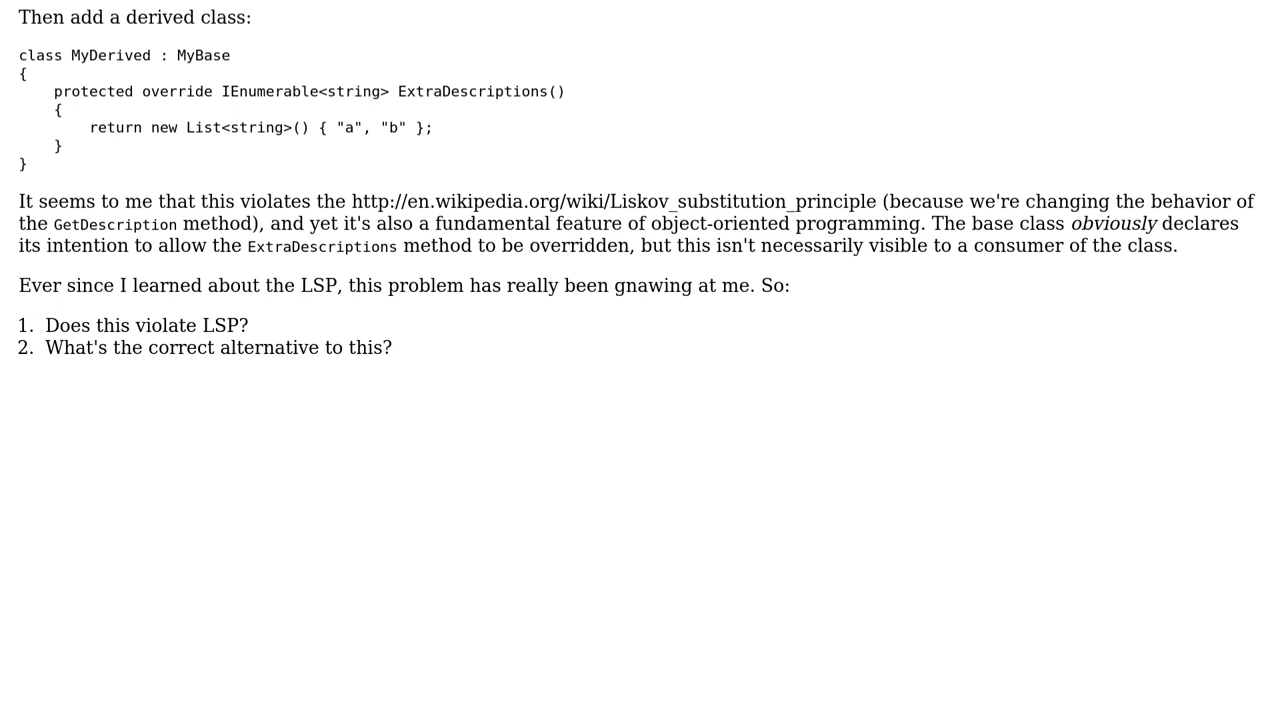 Then add a derived class:
class MyDerived : MyBase
{
    protected override IEnumerable<string> ExtraDescriptions()
    {
        return new List<string>() { "a", "b" };
    }
}
It seems to me that this violates the http://en.wikipedia.org/wiki/Liskov_substitution_principle (because we're changing the behavior of
the GetDescription method), and yet it's also a fundamental feature of object-oriented programming. The base class obviously declares
its intention to allow the ExtraDescriptions method to be overridden, but this isn't necessarily visible to a consumer of the class.
Ever since I learned about the LSP, this problem has really been gnawing at me. So:
1. Does this violate LSP?
2. What's the correct alternative to this?